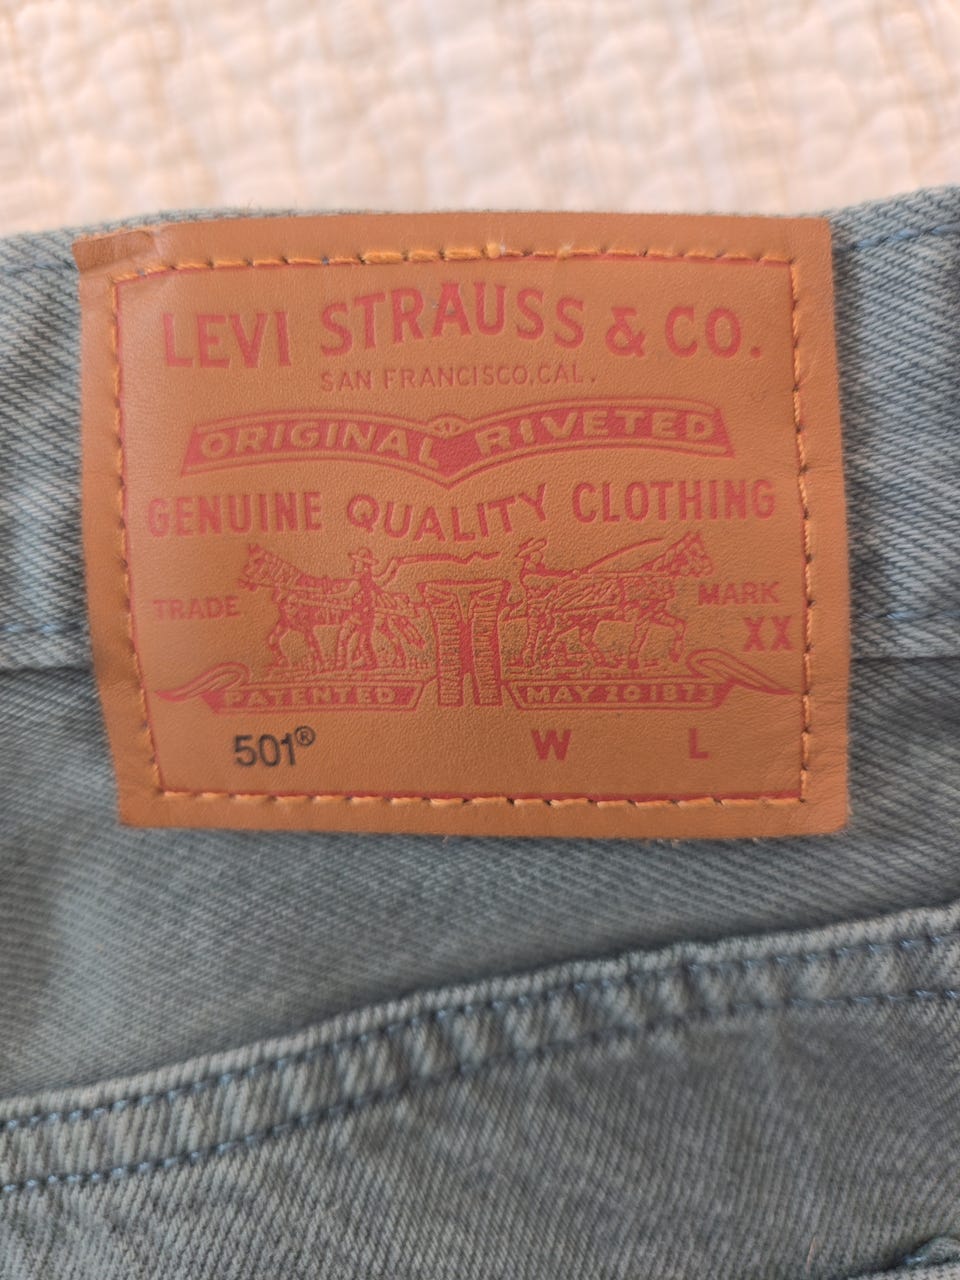 LEVI STRAUSS & CO.
SAN FRANCISCO, CAL.
ORIGINAL RIVETED
GENUINE QUALITY CLOTHING
TRADE MARK
XX
PATENTED MAY 20 1873
501® W L